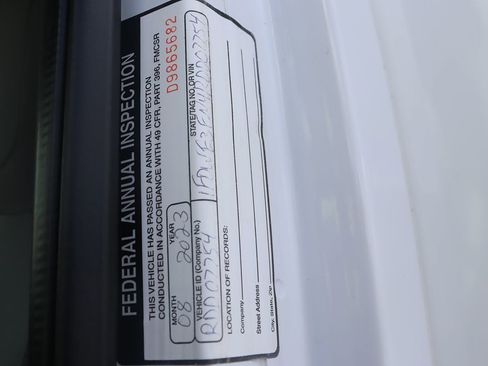 FEDERAL ANNUAL INSPECTION
THIS VEHICLE HAS PASSED AN ANNUAL INSPECTION
CONDUCTED IN ACCORDANCE WITH 49 CFR, PART 396, FMCSR
D9865682
MONTH YEAR
08 2023
VEHICLE ID (Company No.) STATE/TAG NO. OR VIN
RDD07754
LOCATION OF RECORDS:
Company
Street Address
City, State, Zip